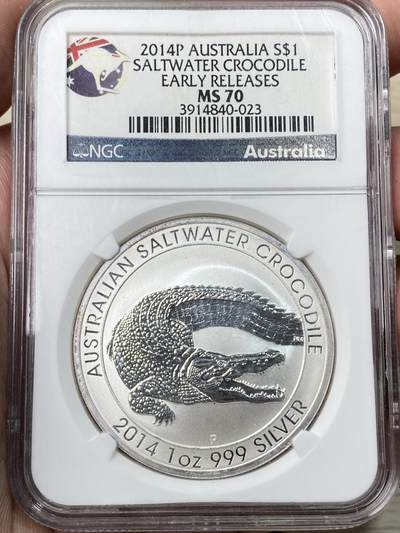 2014P AUSTRALIA S$1
SALTWATER CROCODILE
EARLY RELEASES
MS 70
3914840-023
NGC
Australia
AUSTRALIAN SALTWATER CROCODILE
P
2014 1oz 999 SILVER